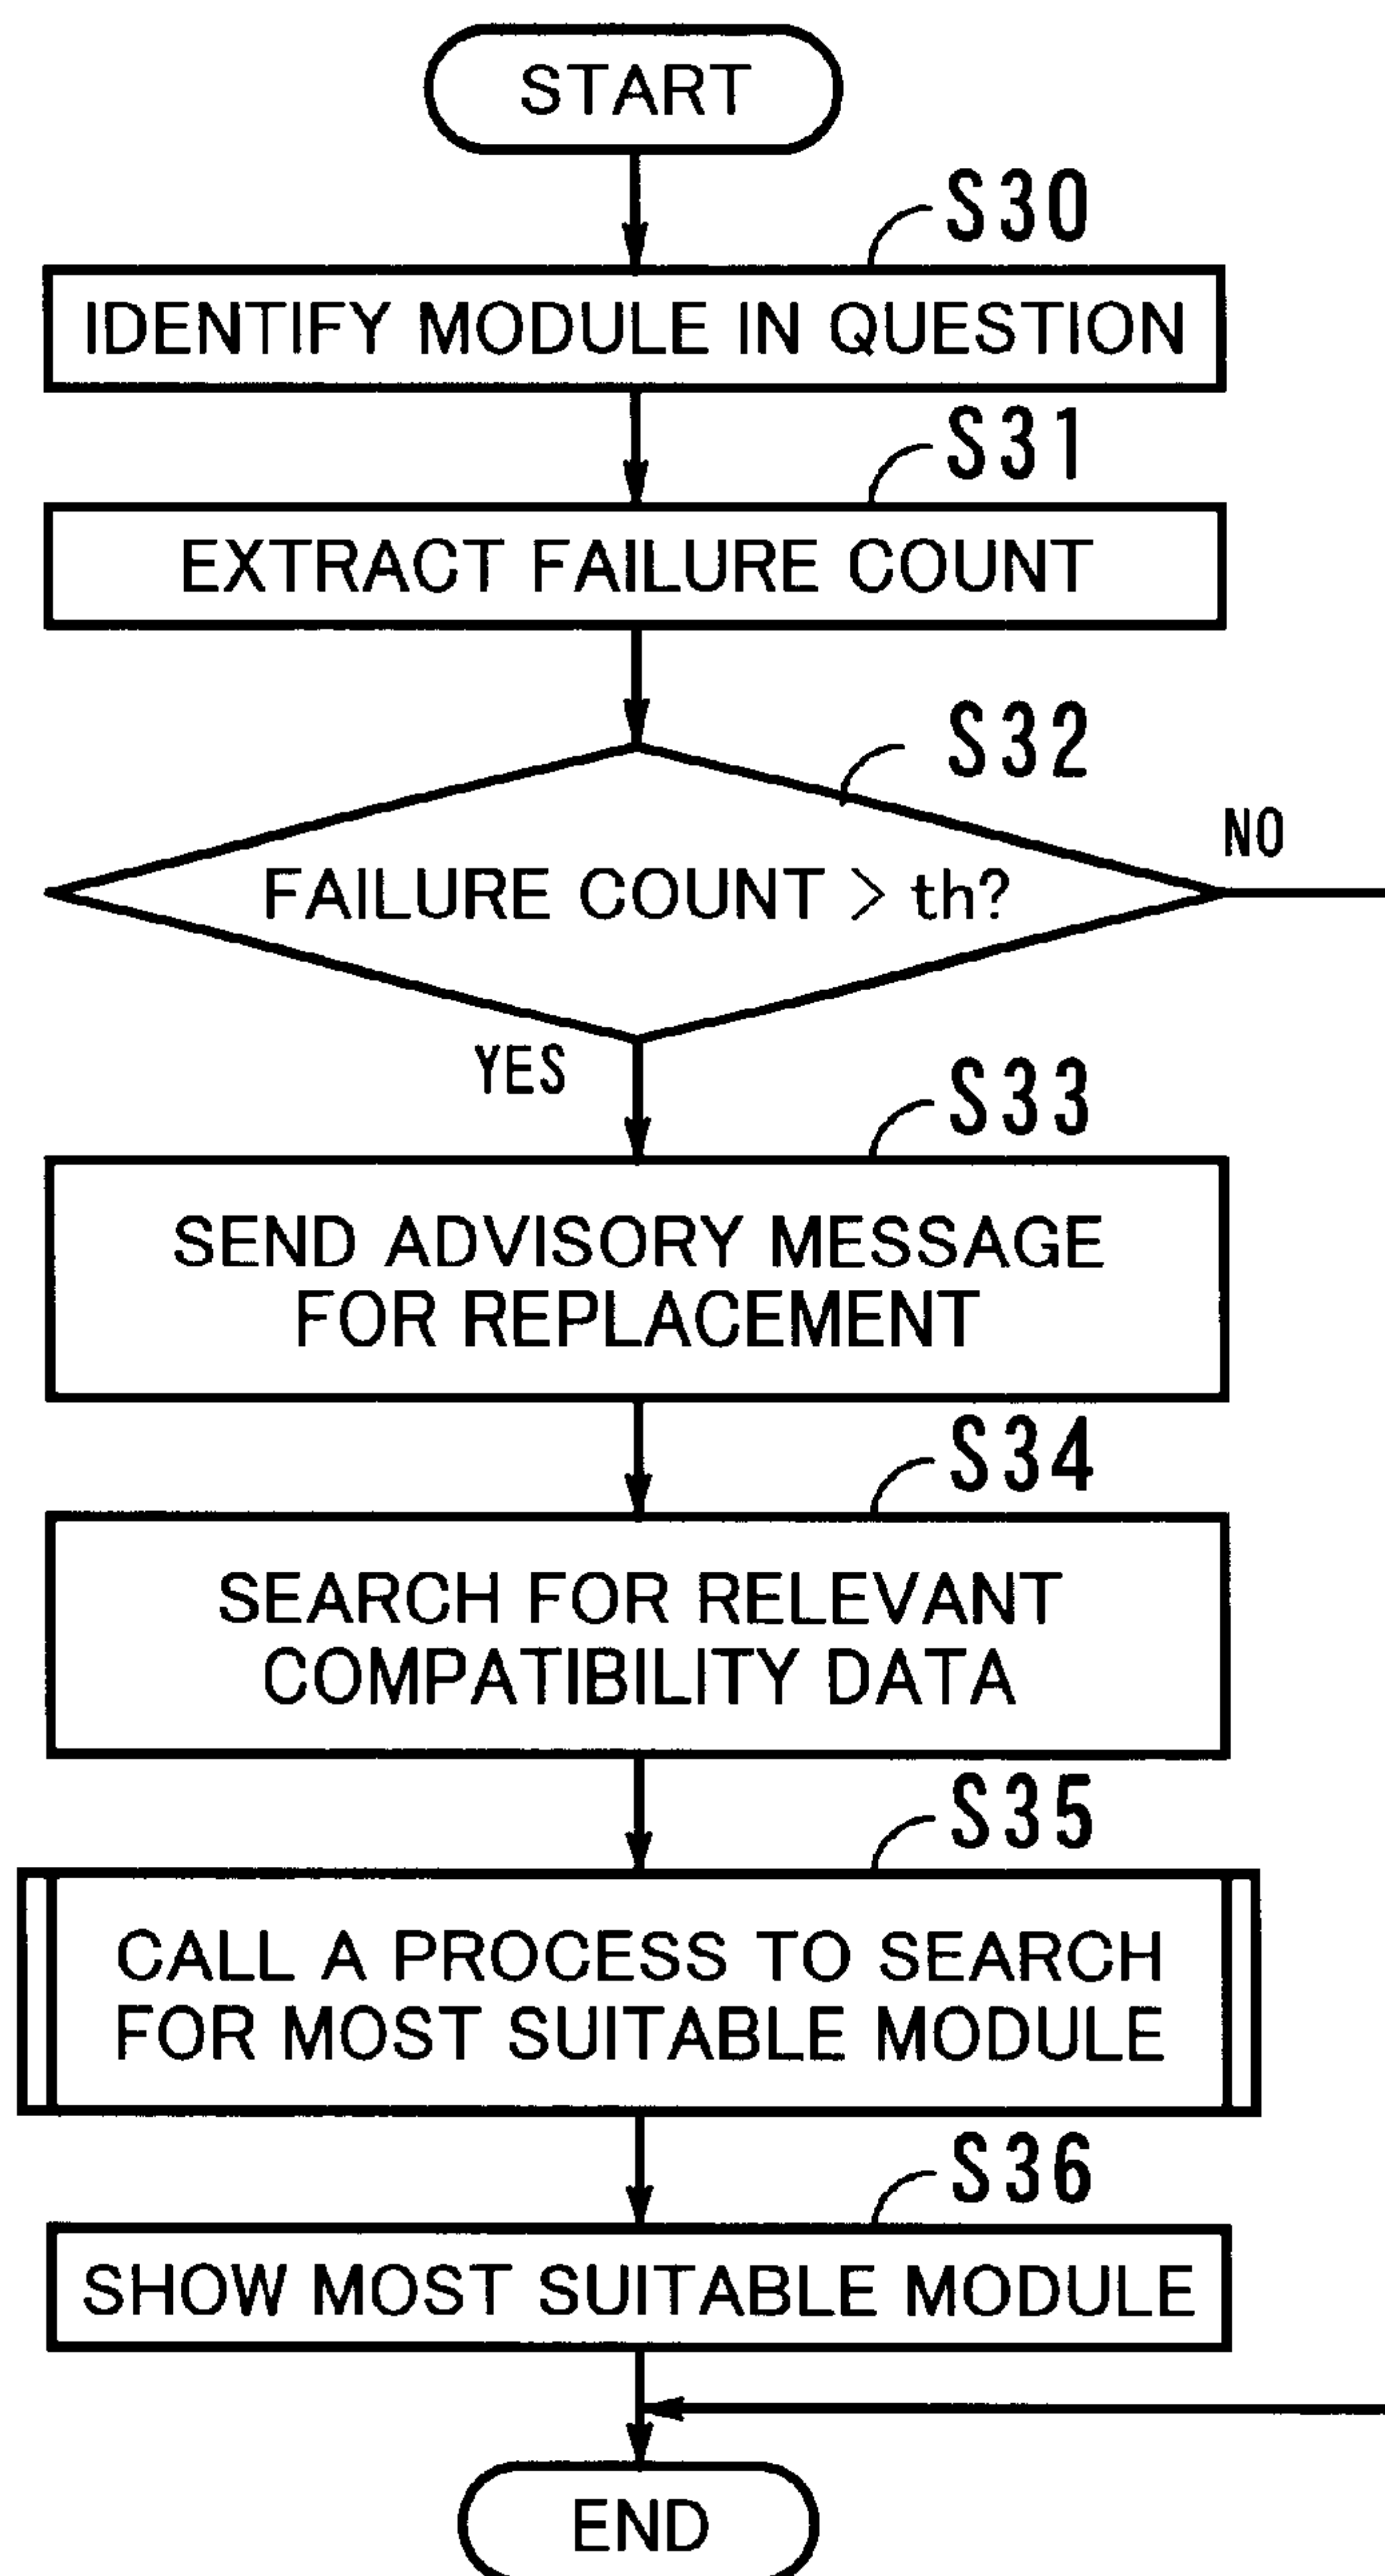 START
S30
IDENTIFY MODULE IN QUESTION
S31
EXTRACT FAILURE COUNT
S32
FAILURE COUNT > th?
NO
YES
S33
SEND ADVISORY MESSAGE
FOR REPLACEMENT
S34
SEARCH FOR RELEVANT
COMPATIBILITY DATA
S35
CALL A PROCESS TO SEARCH
FOR MOST SUITABLE MODULE
S36
SHOW MOST SUITABLE MODULE
END